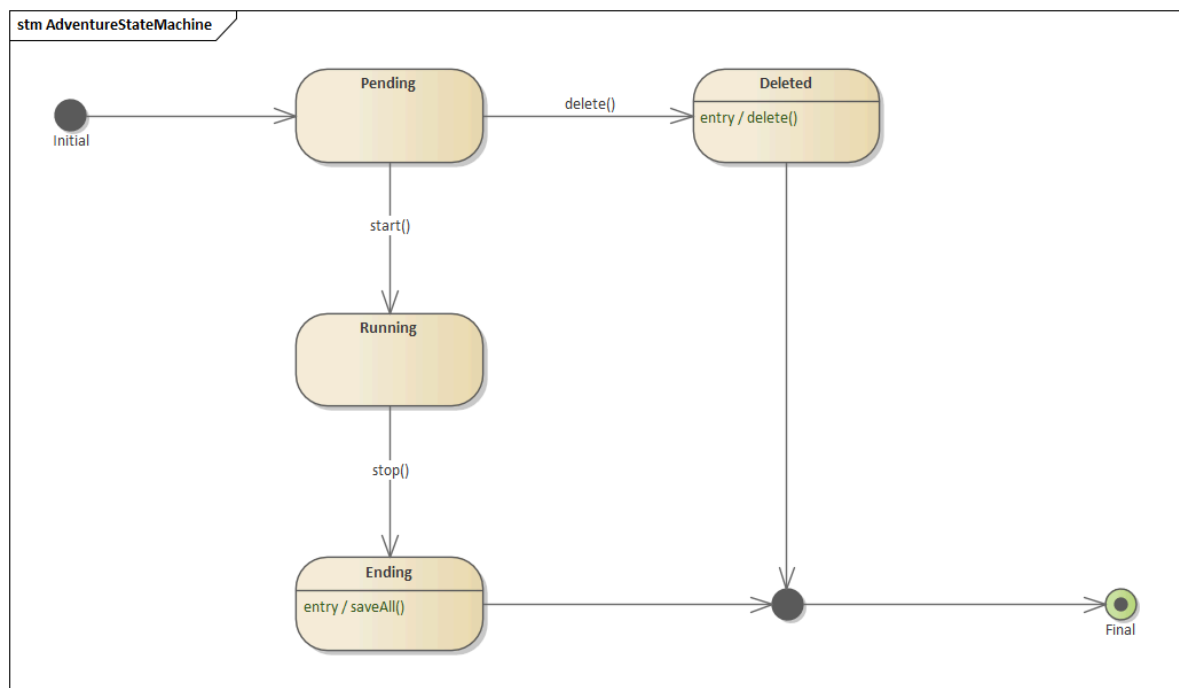 stm AdventureStateMachine
Pending
Deleted
delete()
entry / delete()
Initial
start()
Running
stop()
Ending
entry / saveAll()
Final